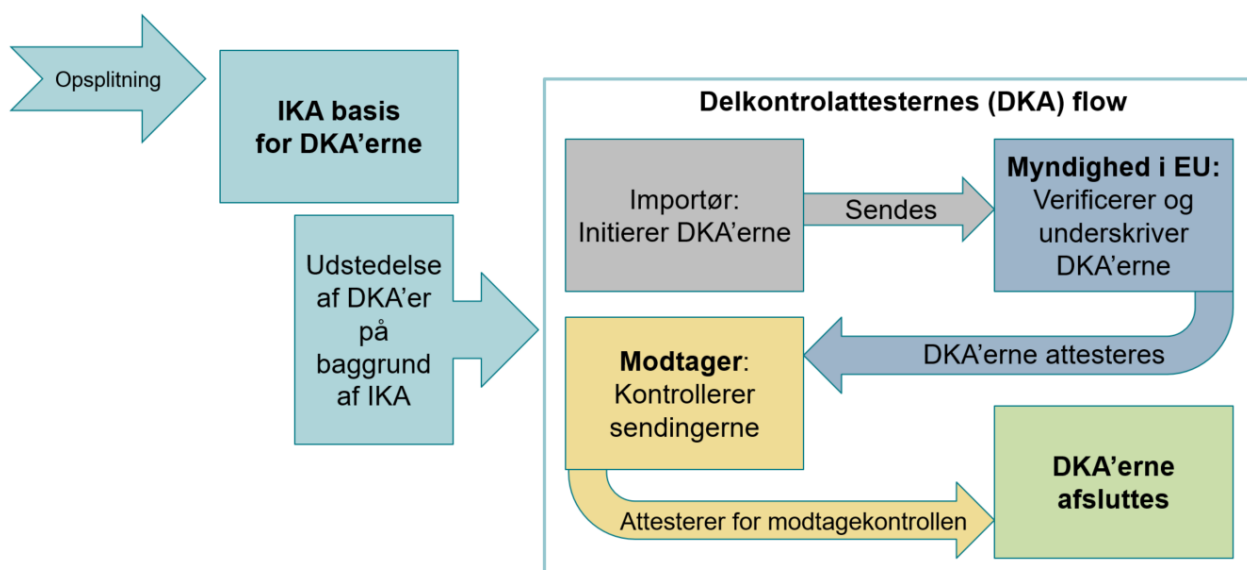 Opsplitning
IKA basis
for DKA'erne
Udstedelse
af DKA'er
på
baggrund
af IKA
Delkontrolattesternes (DKA) flow
Importør:
Initierer DKA'erne
Sendes
Myndighed i EU:
Verificerer og
underskriver
DKA'erne
DKA'erne attesteres
Modtager:
Kontrollerer
sendingerne
Attesterer for modtagekontrollen
DKA'erne
afsluttes